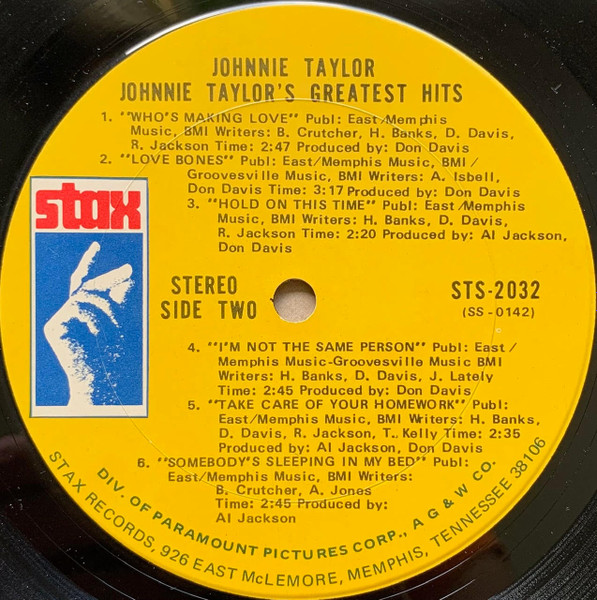 JOHNNIE TAYLOR
JOHNNIE TAYLOR'S GREATEST HITS
1. "WHO'S MAKING LOVE" Publ: East/Memphis
Music, BMI Writers: B. Crutcher, H. Banks, D. Davis,
R. Jackson Time: 2:47 Produced by: Don Davis
2. "LOVE BONES" Publ: East/Memphis Music, BMI/
Groovesville Music, BMI Writers: A. Isbell,
Don Davis Time: 3:17 Produced by: Don Davis
3. "HOLD ON THIS TIME" Publ: East/Memphis
Music, BMI Writers: H. Banks, D. Davis,
R. Jackson Time: 2:20 Produced by: Al Jackson,
Don Davis
stax
STEREO
SIDE TWO
STS-2032
(SS-0142)
4. "I'M NOT THE SAME PERSON" Publ: East/
Memphis Music-Groovesville Music BMI
Writers: H. Banks, D. Davis, J. Lately
Time: 2:45 Produced by: Don Davis
5. "TAKE CARE OF YOUR HOMEWORK" Publ:
East/Memphis Music, BMI Writers: H. Banks,
D. Davis, R. Jackson, T. Kelly Time: 2:35
Produced by: Al Jackson, Don Davis
6. "SOMEBODY'S SLEEPING IN MY BED" Publ:
East/Memphis Music, BMI Writers:
B. Crutcher, A. Jones
Time: 2:45 Produced by:
Al Jackson
DIV. OF PARAMOUNT PICTURES CORP., A G & W CO.
STAX RECORDS, 926 EAST McLEMORE, MEMPHIS, TENNESSEE 38106